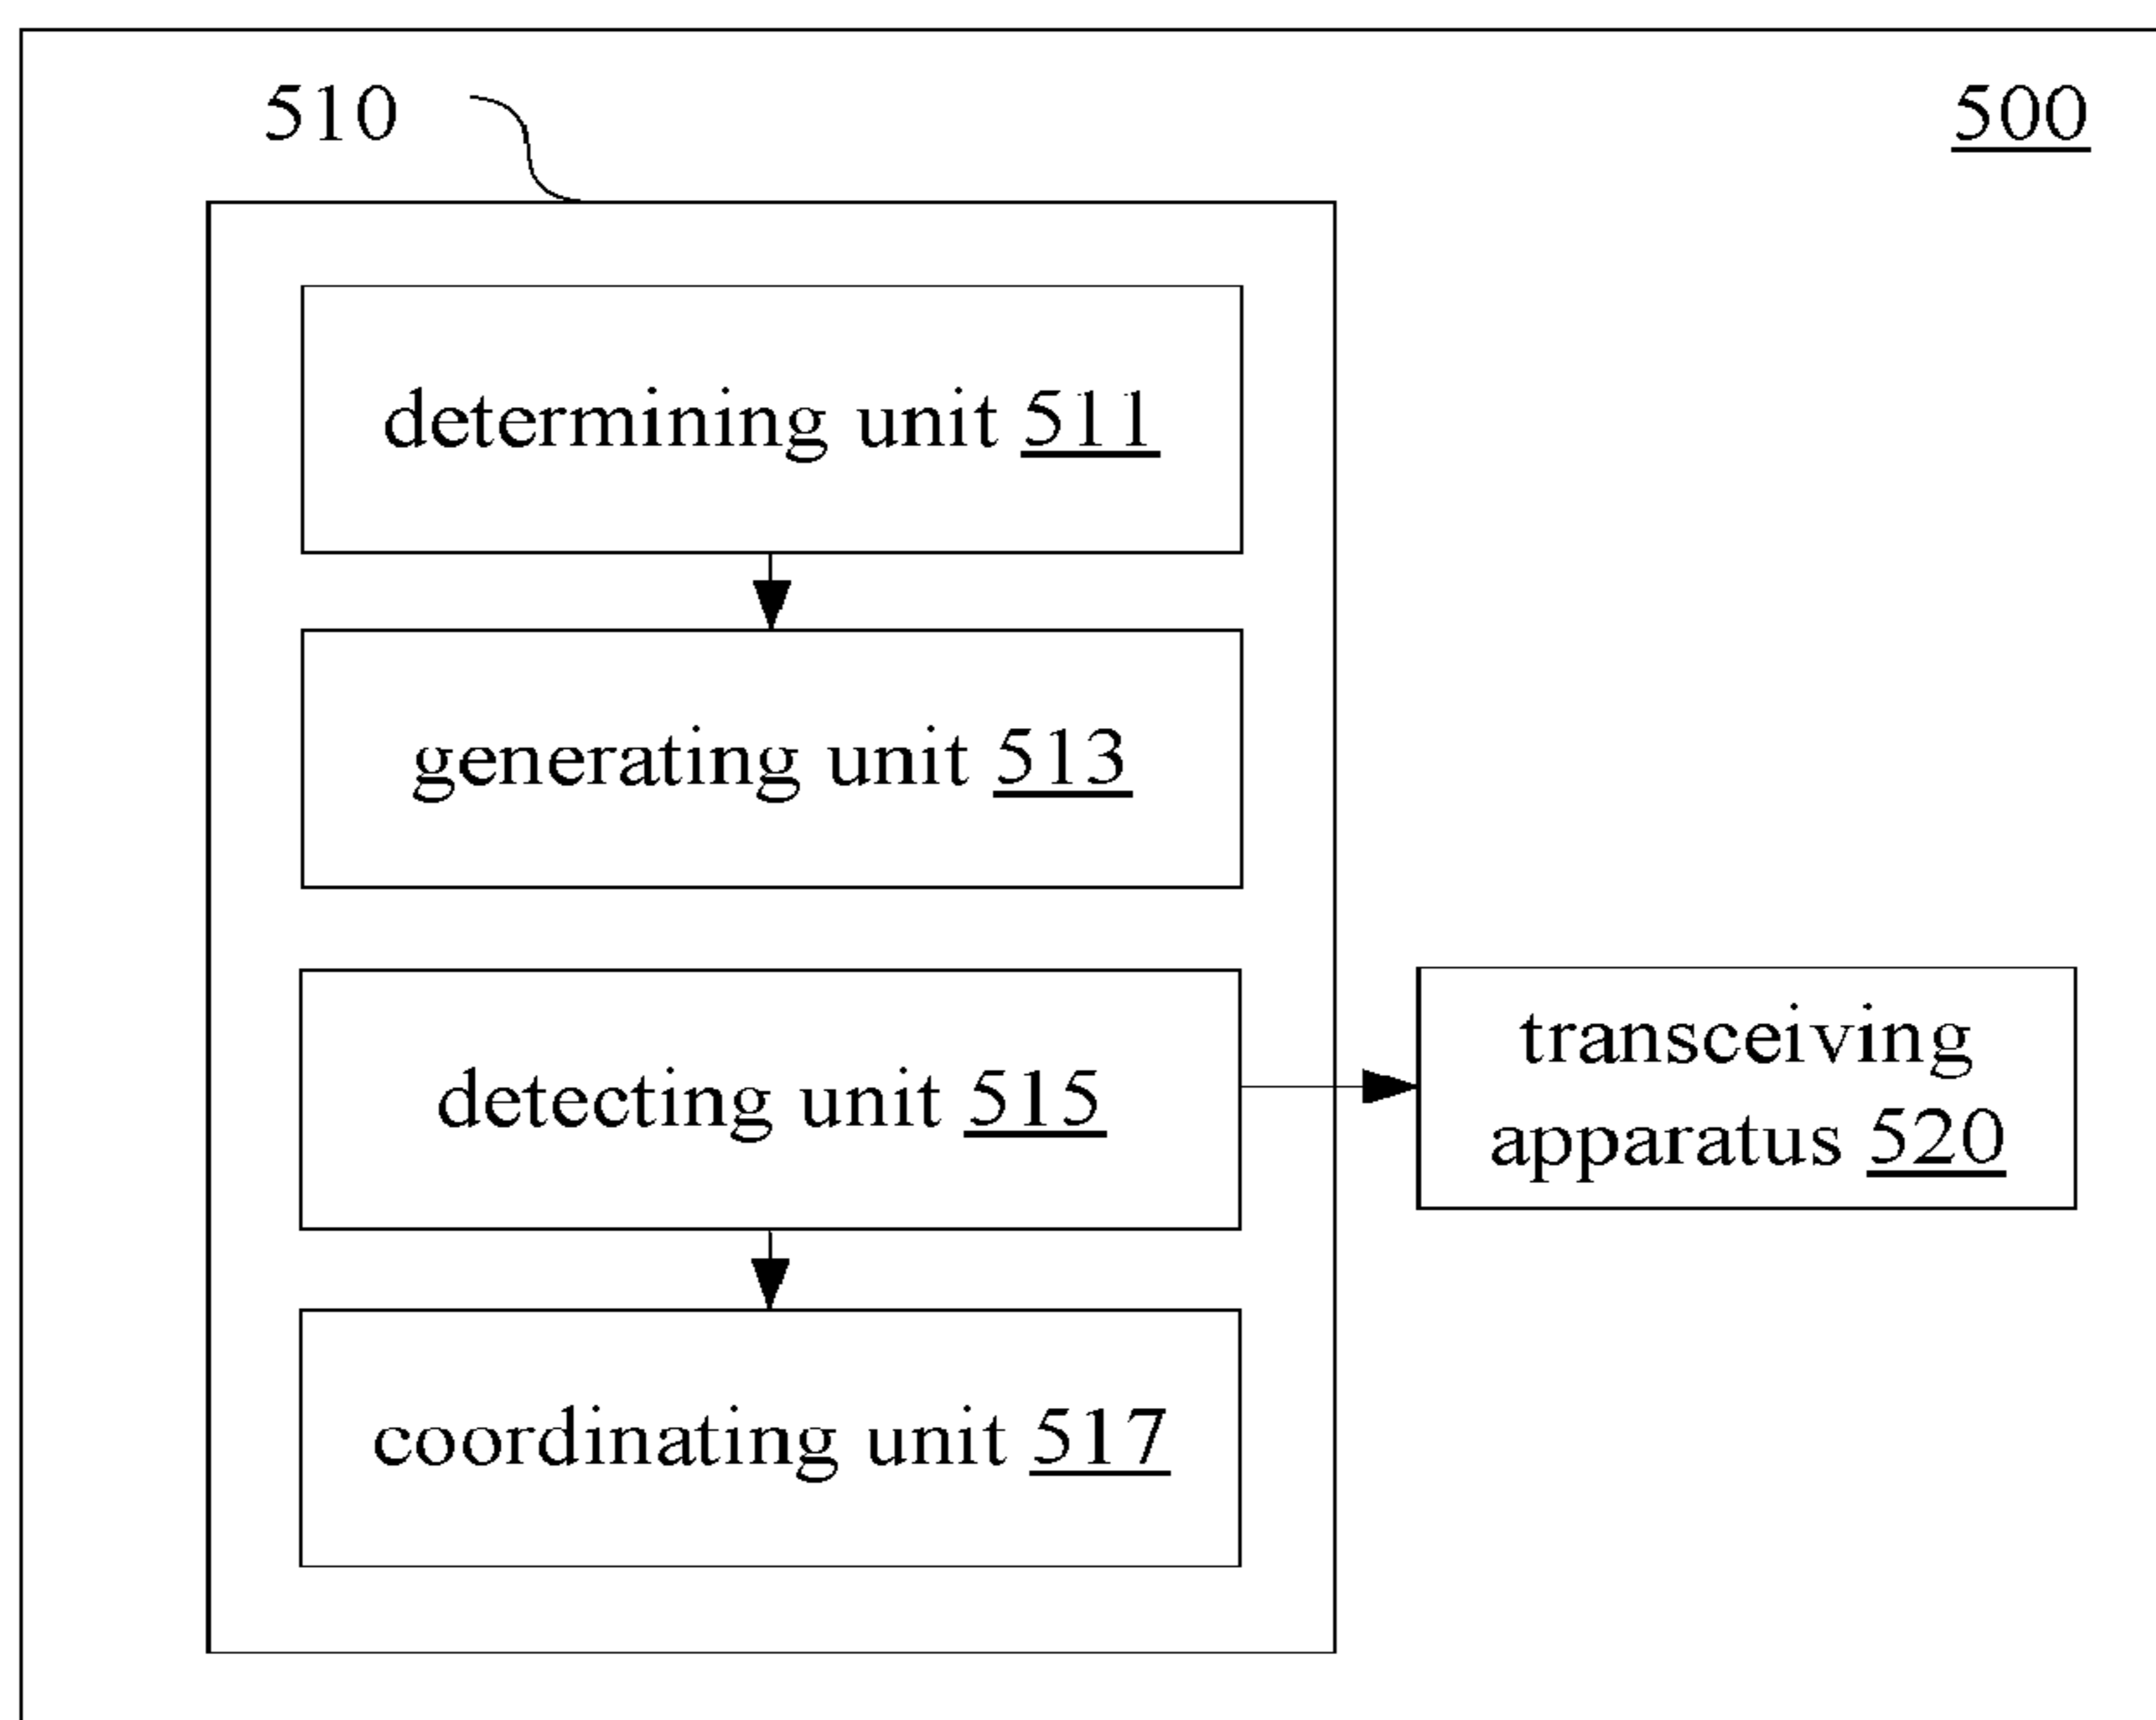 510
500
determining unit 511
generating unit 513
detecting unit 515
transceiving
apparatus 520
coordinating unit 517